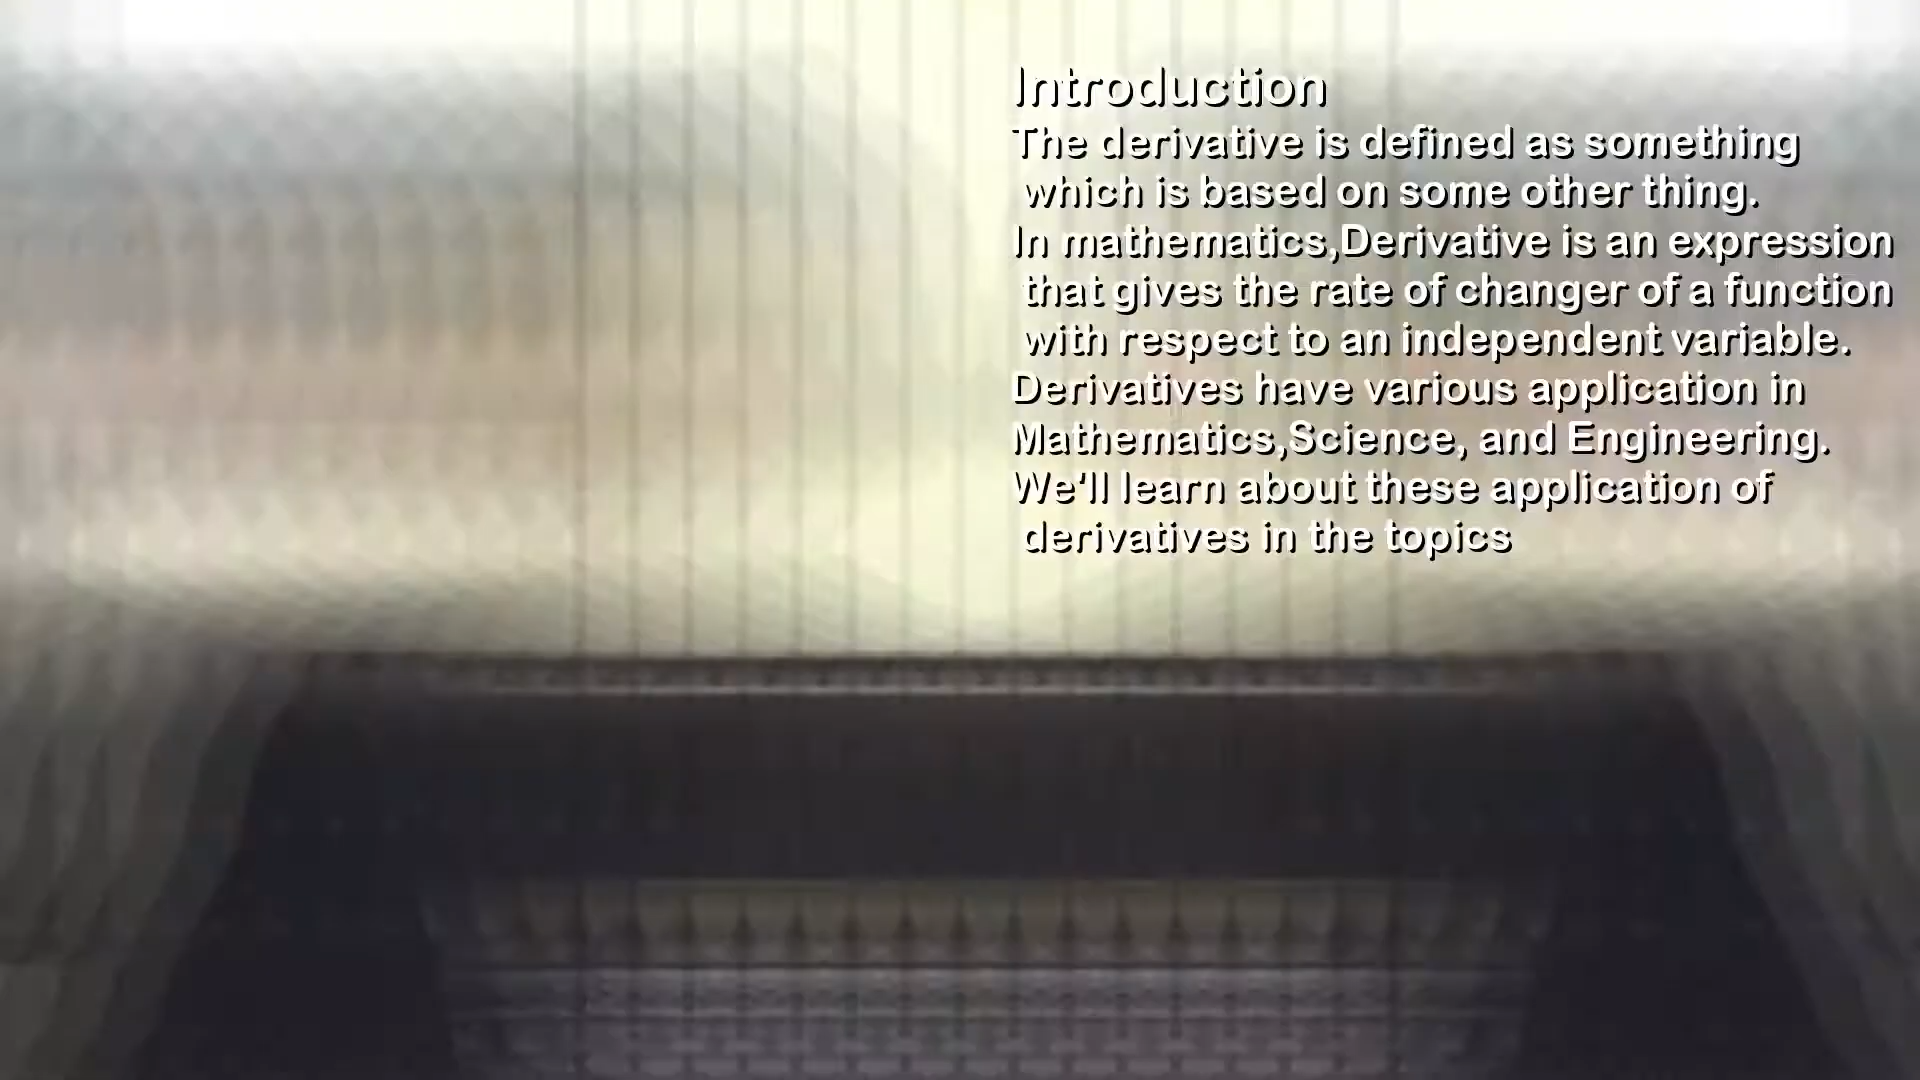 Introduction
The derivative is defined as something
which is based on some other thing.
In mathematics,Derivative is an expression
that gives the rate of changer of a function
with respect to an independent variable.
Derivatives have various application in
Mathematics,Science, and Engineering.
We'll learn about these application of
derivatives in the topics